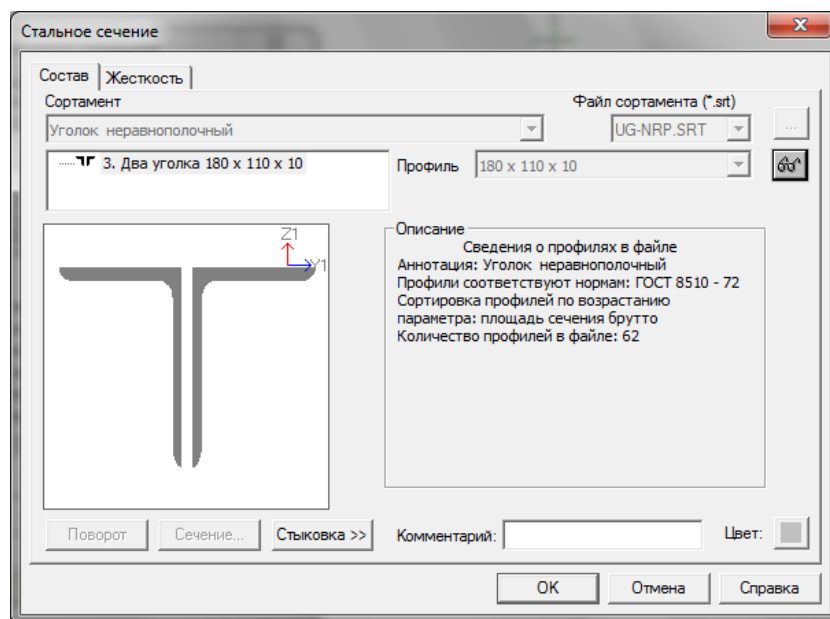 Стальное сечение
Состав Жесткость
Сортамент Файл сортамента (*.srt)
Уголок неравнополочный UG-NRP.SRT ...
3. Два уголка 180 x 110 x 10 Профиль 180 x 110 x 10
Z1
Y1
Описание
Сведения о профилях в файле
Аннотация: Уголок неравнополочный
Профили соответствуют нормам: ГОСТ 8510 - 72
Сортировка профилей по возрастанию
параметра: площадь сечения брутто
Количество профилей в файле: 62
Поворот Сечение... Стыковка >> Комментарий: Цвет:
OK Отмена Справка